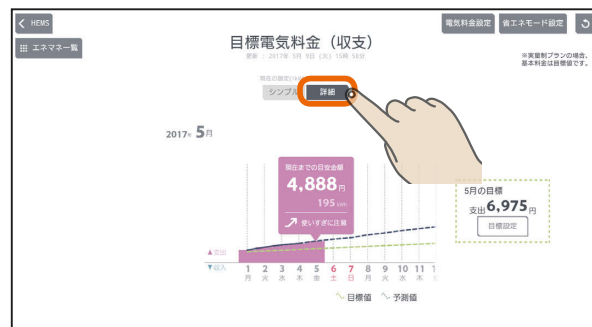 HEMS
電気料金設定
省エネモード設定
エネマネ一覧
目標電気料金（収支）
更新 : 2017年 5月 9日 (火) 15時 50分
※実量制プランの場合、
基本料金は目標値です。
シンプル
詳細
2017年 5月
現在までの目安金額
4,888円
195 kWh
使いすぎに注意
5月の目標
支出6,975円
目標設定
▲支出
▼収入
1 2 3 4 5 6 7 8 9 10 11
月 火 水 木 金 土 日 月 火 水 木
目標値 予測値